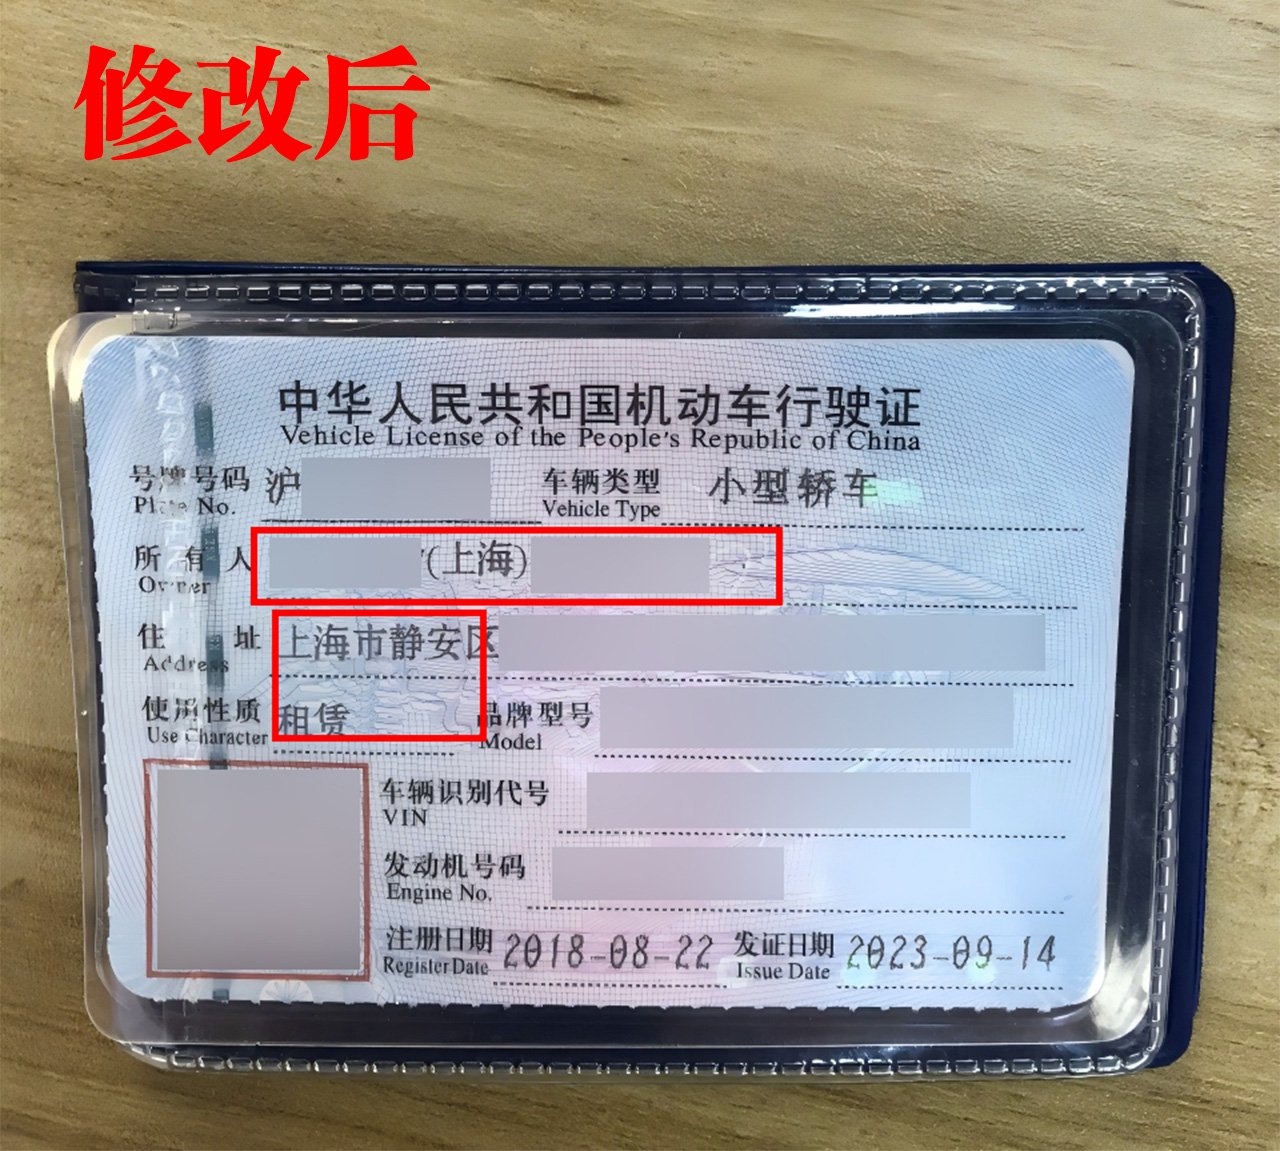 修改后
中华人民共和国机动车行驶证
Vehicle License of the People's Republic of China
号牌号码 沪 车辆类型 小型轿车
Plate No. Vehicle Type
所有人 (上海)
Owner
住址 上海市静安区
Address
使用性质 租赁 品牌型号
Use Character Model
车辆识别代号
VIN
发动机号码
Engine No.
注册日期 2018-08-22 发证日期 2023-09-14
Register Date Issue Date